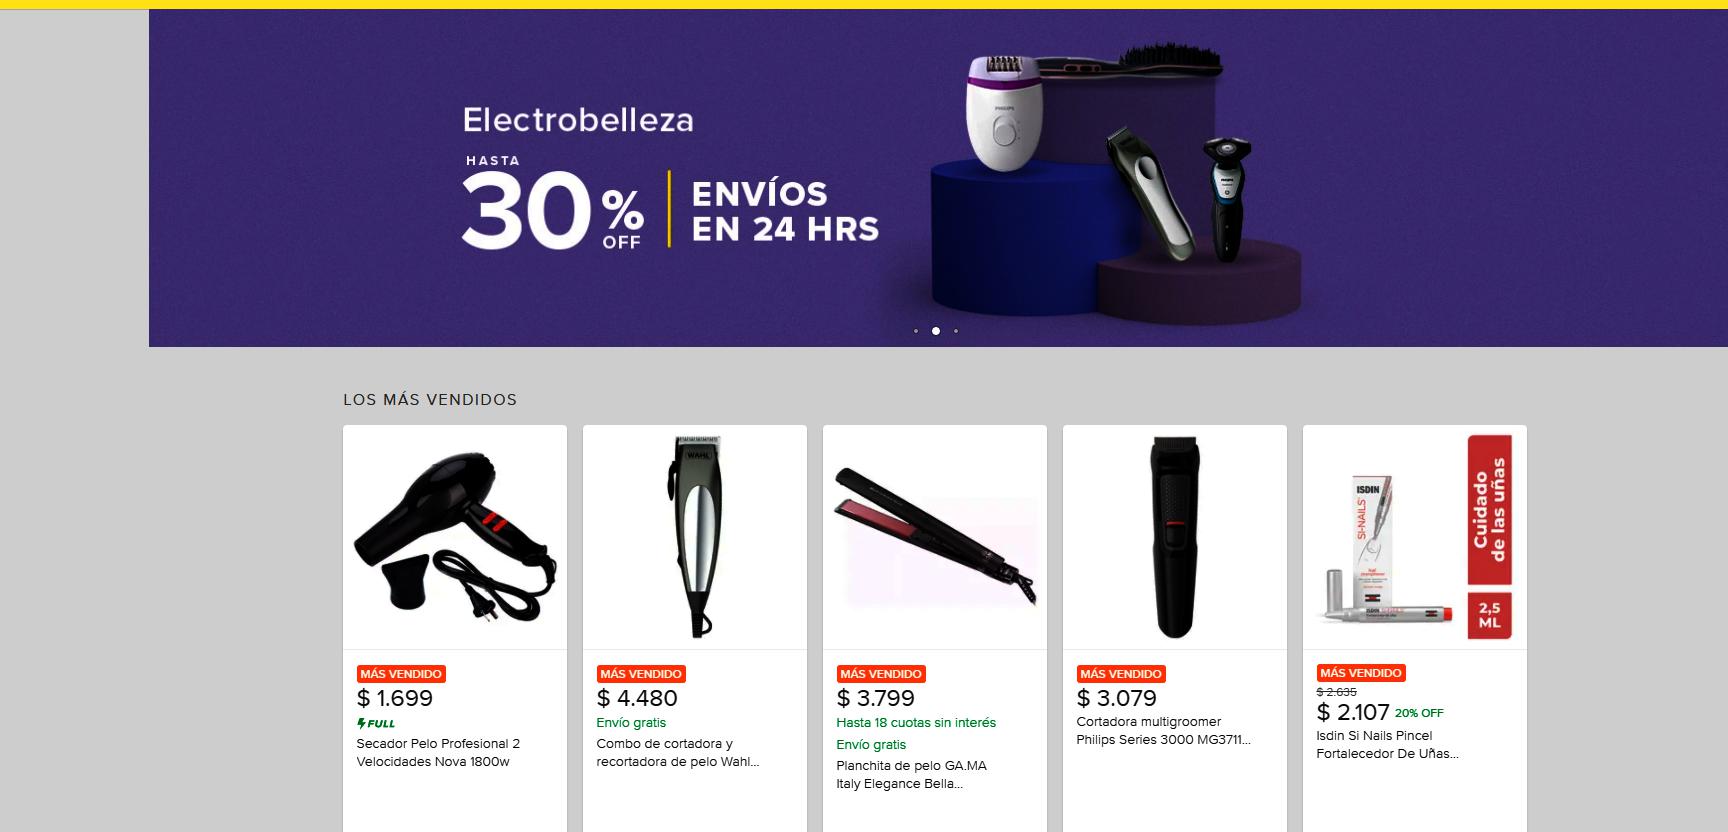 Electrobelleza
HASTA
30% OFF
ENVÍOS
EN 24 HRS
PHILIPS
LOS MÁS VENDIDOS
WAHL
ISDIN
SI-NAILS
ISDIN
Cuidado
de las uñas
2,5
ML
MÁS VENDIDO
$ 1.699
FULL
Secador Pelo Profesional 2
Velocidades Nova 1800w
MÁS VENDIDO
$ 4.480
Envío gratis
Combo de cortadora y
recortadora de pelo Wahl...
MÁS VENDIDO
$ 3.799
Hasta 18 cuotas sin interés
Envío gratis
Planchita de pelo GA.MA
Italy Elegance Bella...
MÁS VENDIDO
$ 3.079
Cortadora multigroomer
Philips Series 3000 MG3711...
MÁS VENDIDO
$ 2.635
$ 2.107 20% OFF
Isdin Si Nails Pincel
Fortalecedor De Uñas...